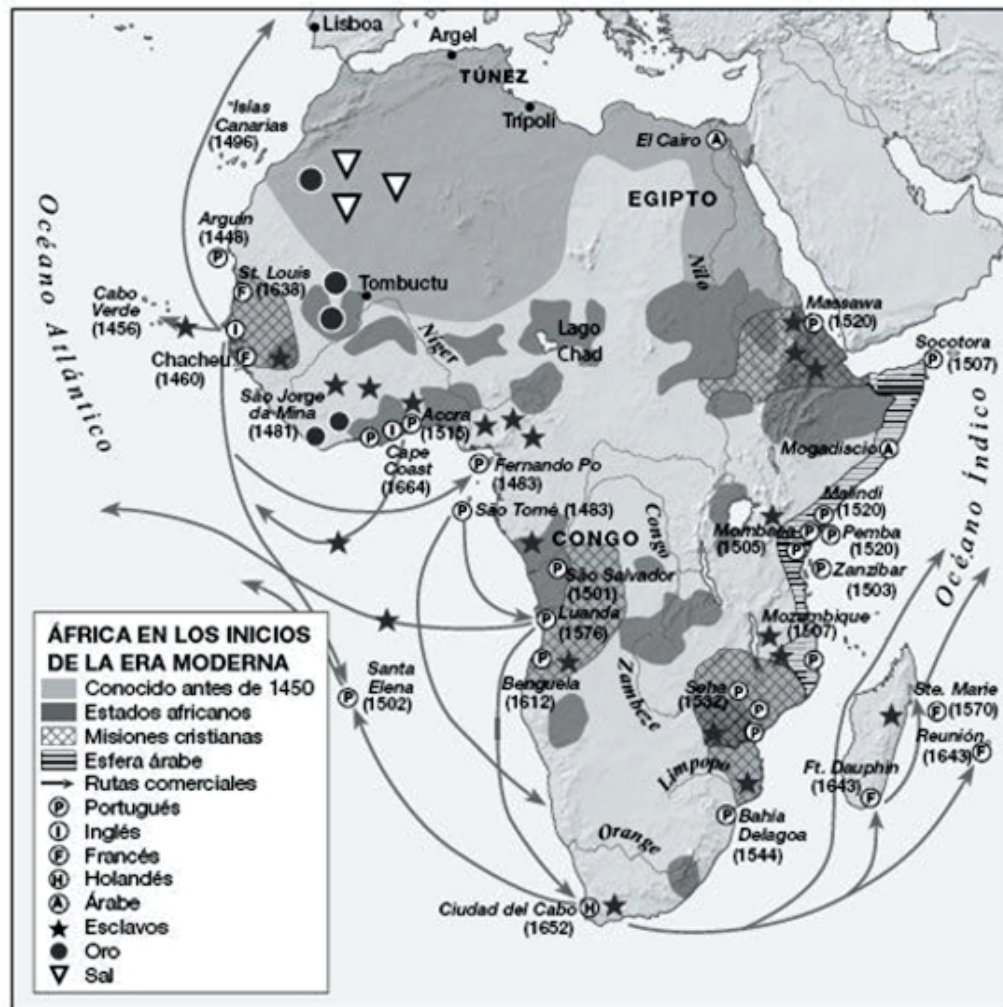 Lisboa
Argel
TÚNEZ
Trípoli
"Islas
Canarias
(1496)
El Cairo
A
EGIPTO
Océano Atlántico
Arguín
(1448)
P
St. Louis
(1638)
F
Tombuctu
Nilo
Cabo
Verde
(1456)
I
Massawa
(1520)
P
Níger
Lago
Chad
Socotora
(1507)
P
Chacheu
(1460)
F
São Jorge
da Mina
(1481)
Accra
(1515)
P
I
P
Cape
Coast
(1664)
Mogadiscio
A
Océano Índico
P
Fernando Po
(1483)
P
São Tomé (1483)
Malindi
(1520)
P
Mombasa
(1505)
P
P
Pemba
(1520)
P
CONGO
Congo
P
São Salvador
(1501)
P
Zanzibar
(1503)
Luanda
(1576)
P
Mozambique
(1507)
P
P
Benguela
(1612)
Zambeze
Sena
(1532)
P
P
P
Santa
Elena
(1502)
P
Ste. Marie
(1570)
F
Reunión
(1643)
F
Limpopo
Ft. Dauphin
(1643)
F
P
Bahía
Delagoa
(1544)
Orange
Ciudad del Cabo
(1652)
H
ÁFRICA EN LOS INICIOS
DE LA ERA MODERNA
Conocido antes de 1450
Estados africanos
Misiones cristianas
Esfera árabe
Rutas comerciales
P Portugués
I Inglés
F Francés
H Holandés
A Árabe
Esclavos
Oro
Sal